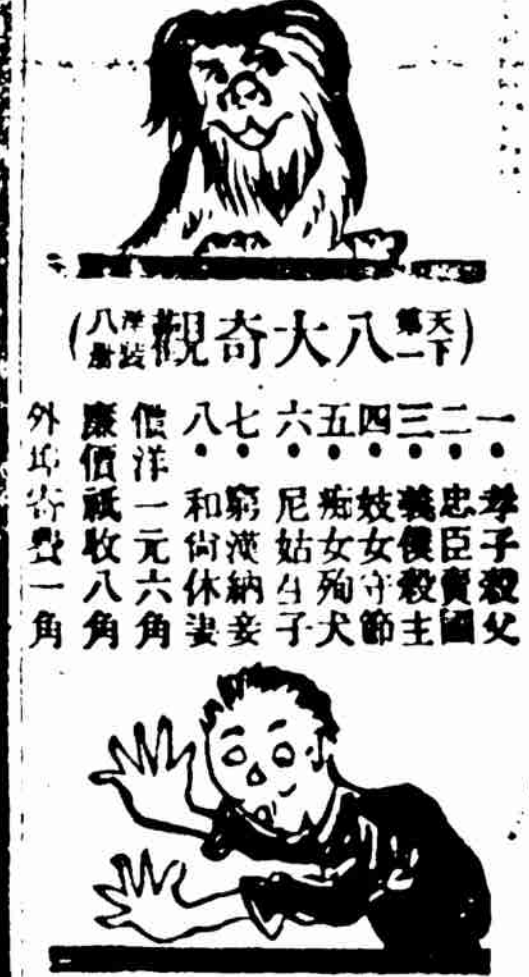 (天下第一八大奇觀洋裝八册)
一・孝子殺父
二・忠臣賣國
三・義僕殺主
四・妓女守節
五・痴女殉犬
六・尼姑生子
七・窮漢納妾
八・和尙休妻
價洋一元六角
廉價祇收八角
外埠寄費一角